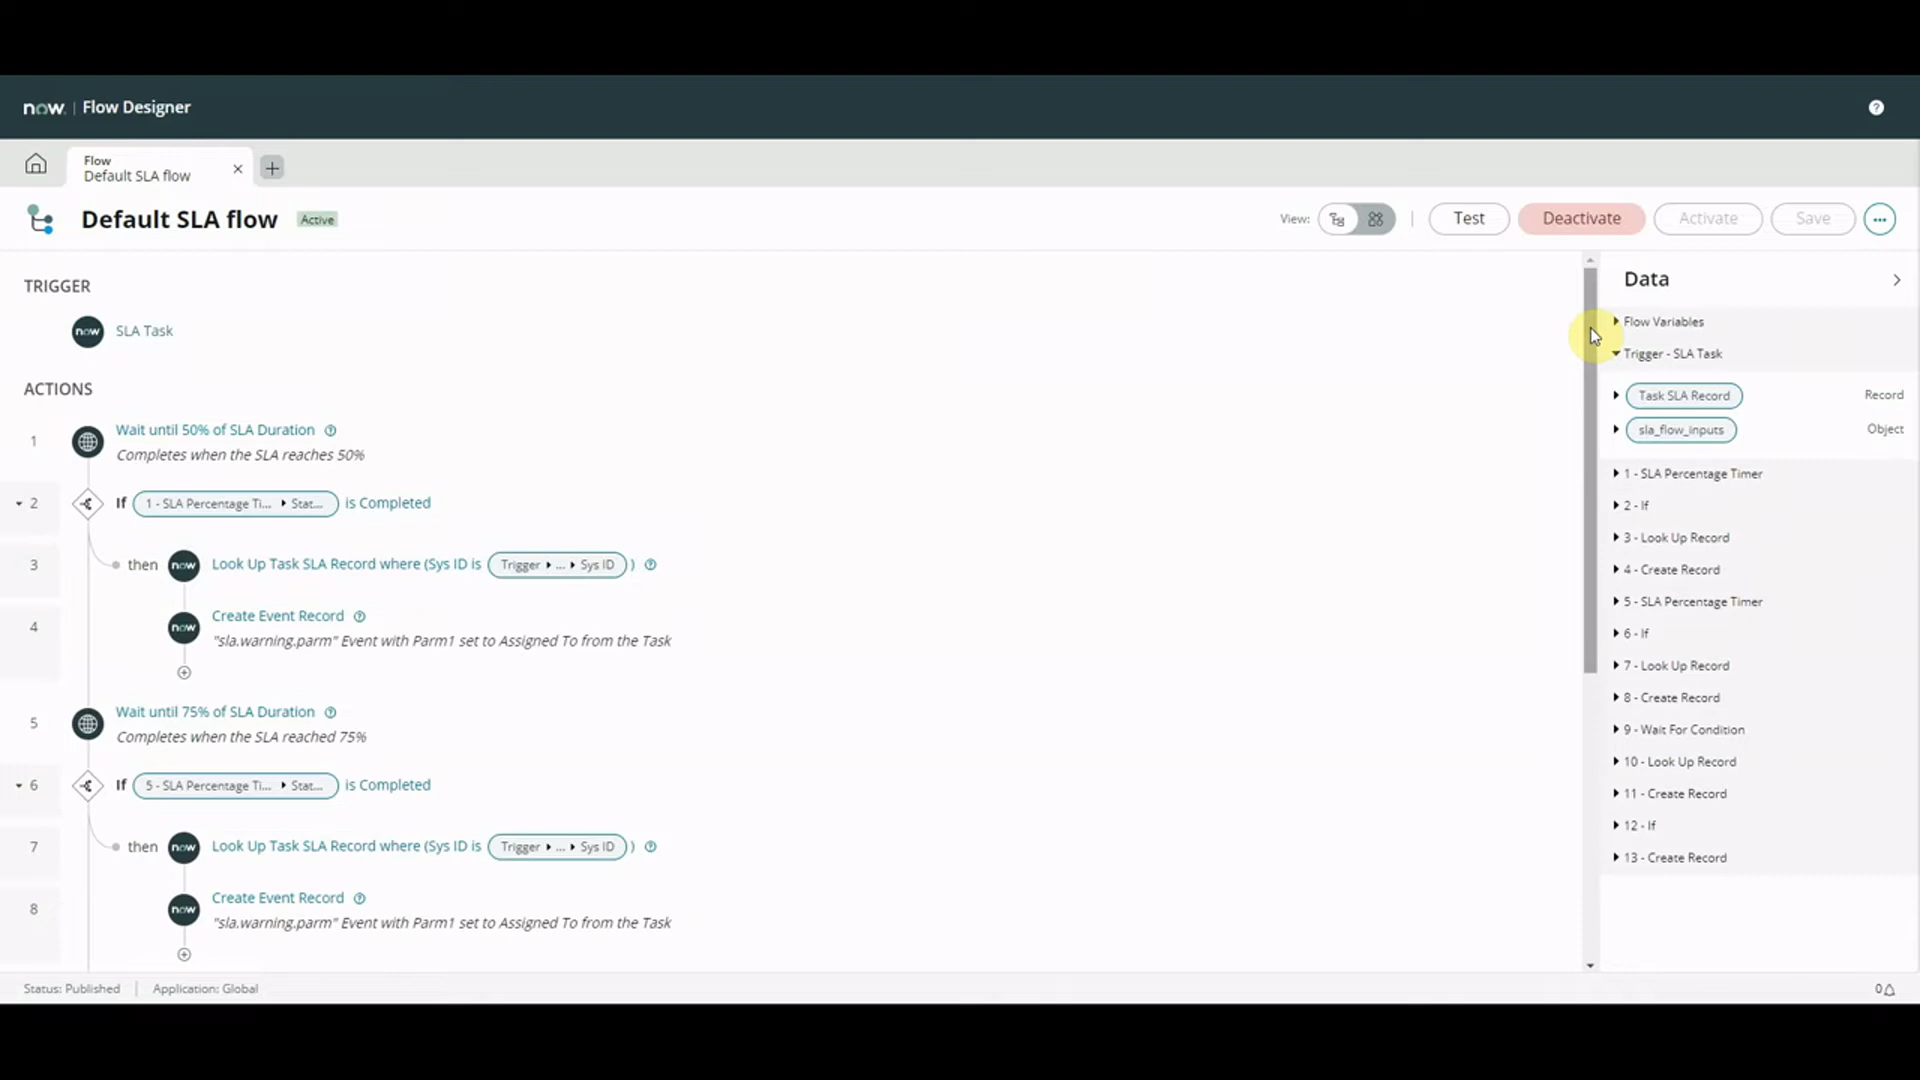 now. | Flow Designer
?
Flow
Default SLA flow
Default SLA flow
Active
View:
Test
Deactivate
Activate
Save
TRIGGER
now SLA Task
ACTIONS
1
Wait until 50% of SLA Duration
Completes when the SLA reaches 50%
2 If 1 - SLA Percentage Ti... Stat... is Completed
3 then now Look Up Task SLA Record where (Sys ID is Trigger ... Sys ID )
4
now
Create Event Record
"sla.warning.parm" Event with Parm1 set to Assigned To from the Task
5
Wait until 75% of SLA Duration
Completes when the SLA reached 75%
6 If 5 - SLA Percentage Ti... Stat... is Completed
7 then now Look Up Task SLA Record where (Sys ID is Trigger ... Sys ID )
8
now
Create Event Record
"sla.warning.parm" Event with Parm1 set to Assigned To from the Task
Data
Flow Variables
Trigger - SLA Task
Task SLA Record Record
sla_flow_inputs Object
1 - SLA Percentage Timer
2 - If
3 - Look Up Record
4 - Create Record
5 - SLA Percentage Timer
6 - If
7 - Look Up Record
8 - Create Record
9 - Wait For Condition
10 - Look Up Record
11 - Create Record
12 - If
13 - Create Record
Status: Published | Application: Global
0